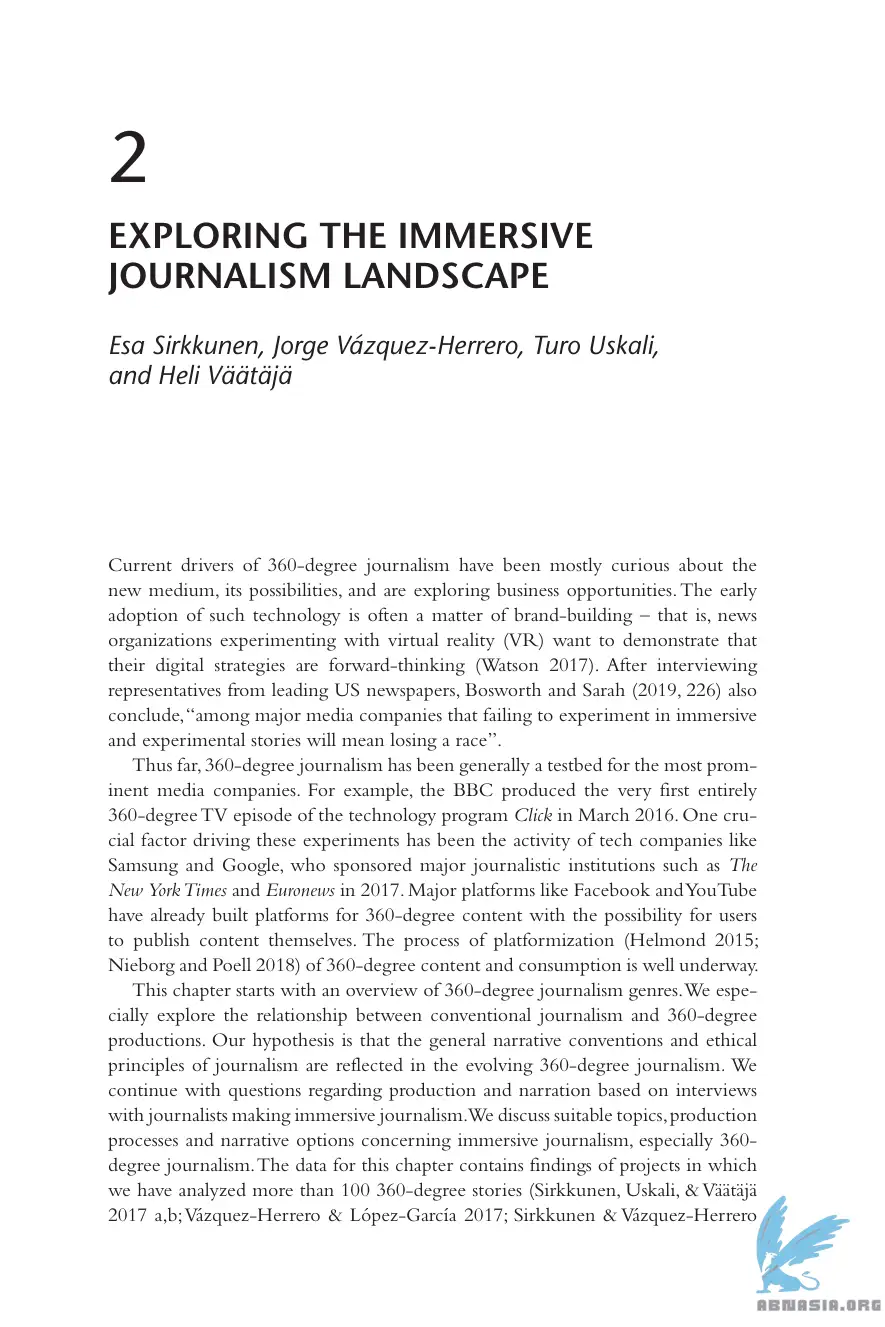 2
EXPLORING THE IMMERSIVE
JOURNALISM LANDSCAPE
Esa Sirkkunen, Jorge Vázquez-Herrero, Turo Uskali,
and Heli Väätäjä
Current drivers of 360-degree journalism have been mostly curious about the
new medium, its possibilities, and are exploring business opportunities. The early
adoption of such technology is often a matter of brand-building – that is, news
organizations experimenting with virtual reality (VR) want to demonstrate that
their digital strategies are forward-thinking (Watson 2017). After interviewing
representatives from leading US newspapers, Bosworth and Sarah (2019, 226) also
conclude, “among major media companies that failing to experiment in immersive
and experimental stories will mean losing a race”.
Thus far, 360-degree journalism has been generally a testbed for the most prom-
inent media companies. For example, the BBC produced the very first entirely
360-degree TV episode of the technology program Click in March 2016. One cru-
cial factor driving these experiments has been the activity of tech companies like
Samsung and Google, who sponsored major journalistic institutions such as The
New York Times and Euronews in 2017. Major platforms like Facebook and YouTube
have already built platforms for 360-degree content with the possibility for users
to publish content themselves. The process of platformization (Helmond 2015;
Nieborg and Poell 2018) of 360-degree content and consumption is well underway.
This chapter starts with an overview of 360-degree journalism genres. We espe-
cially explore the relationship between conventional journalism and 360-degree
productions. Our hypothesis is that the general narrative conventions and ethical
principles of journalism are reflected in the evolving 360-degree journalism. We
continue with questions regarding production and narration based on interviews
with journalists making immersive journalism. We discuss suitable topics, production
processes and narrative options concerning immersive journalism, especially 360-
degree journalism. The data for this chapter contains findings of projects in which
we have analyzed more than 100 360-degree stories (Sirkkunen, Uskali, & Väätäjä
2017 a,b; Vázquez-Herrero & López-García 2017; Sirkkunen & Vázquez-Herrero
ABNASIA.ORG